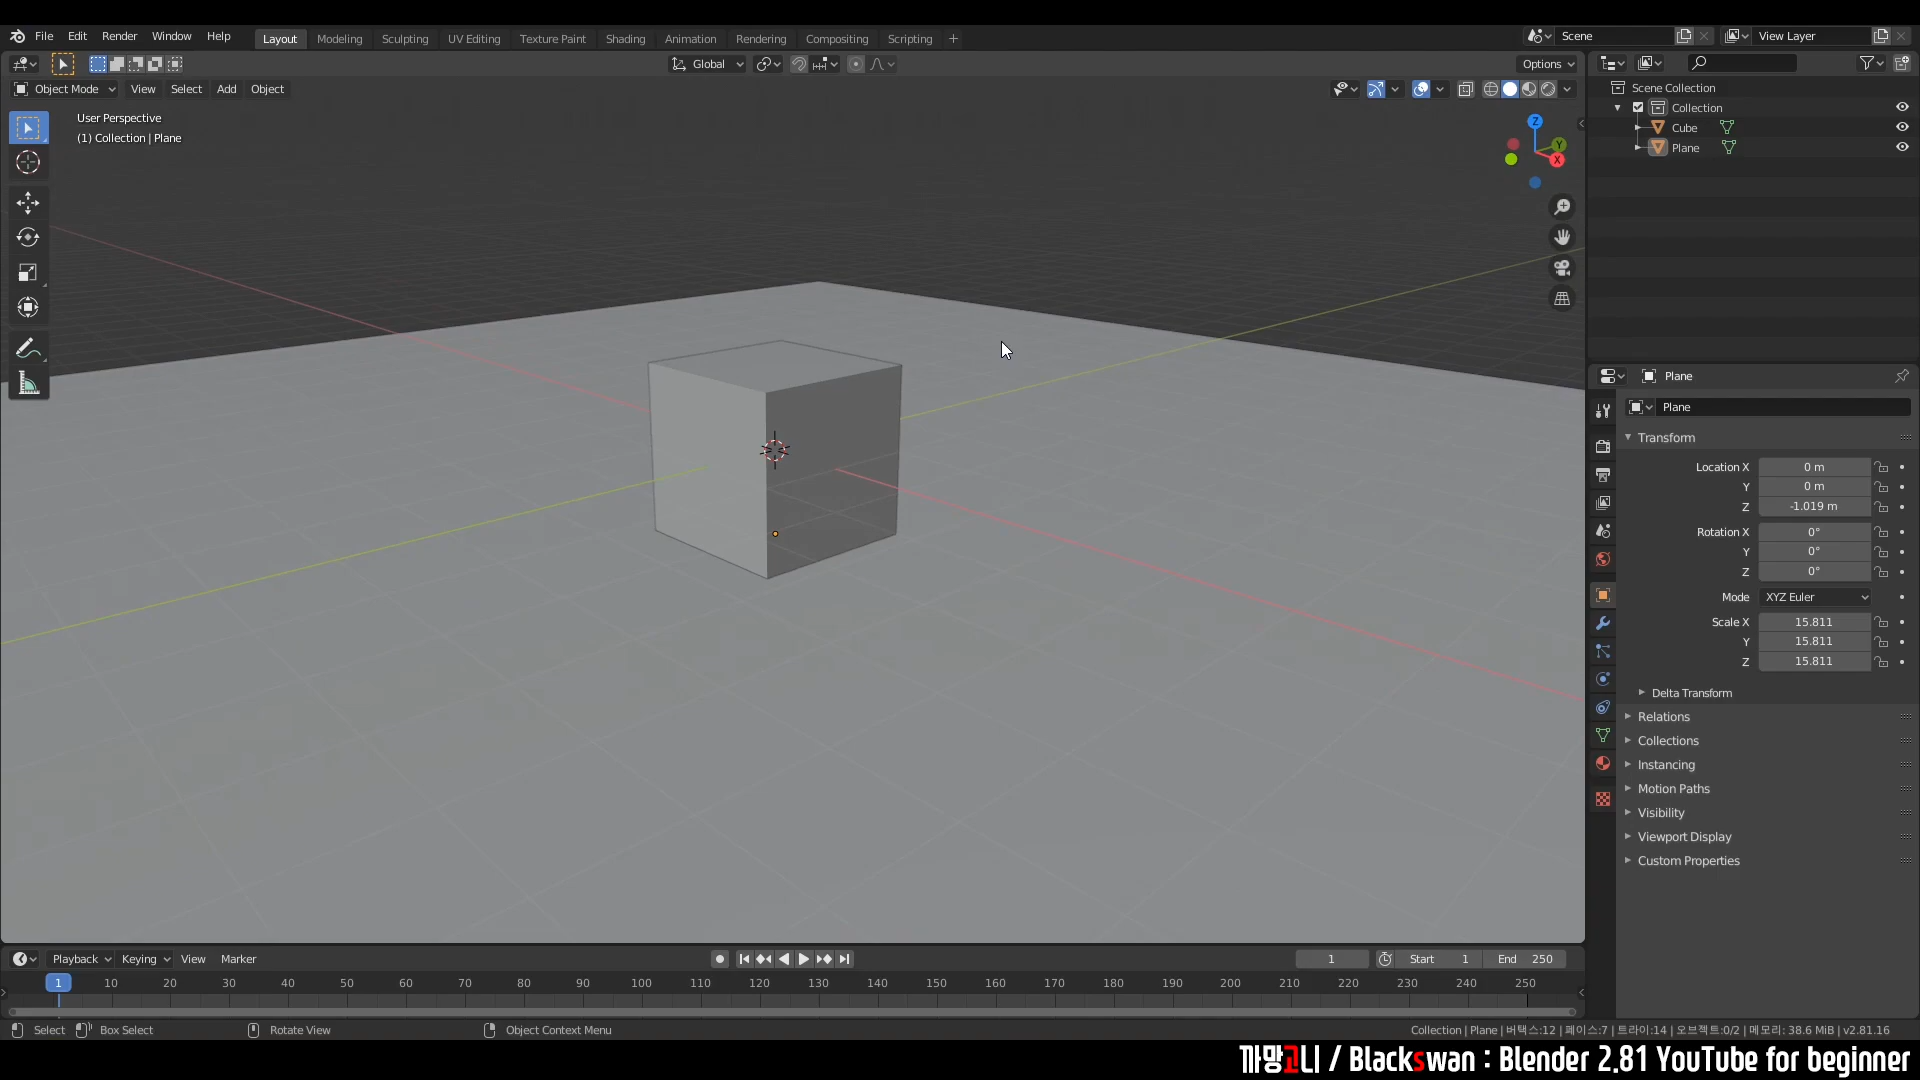 File Edit Render Window Help Layout Modeling Sculpting UV Editing Texture Paint Shading Animation Rendering Compositing Scripting + Scene View Layer
Global Options
Object Mode View Select Add Object
User Perspective
(1) Collection | Plane
Z
Y
X
Scene Collection
Collection
Cube
Plane
Plane
Plane
Transform
Location X 0 m
Y 0 m
Z -1.019 m
Rotation X 0°
Y 0°
Z 0°
Mode XYZ Euler
Scale X 15.811
Y 15.811
Z 15.811
Delta Transform
Relations
Collections
Instancing
Motion Paths
Visibility
Viewport Display
Custom Properties
Playback Keying View Marker 1 Start 1 End 250
1 10 20 30 40 50 60 70 80 90 100 110 120 130 140 150 160 170 180 190 200 210 220 230 240 250
Select Box Select Rotate View Object Context Menu Collection | Plane | 버택스:12 | 페이스:7 | 트라이:14 | 오브젝트:0/2 | 메모리: 38.6 MiB | v2.81.16
까망고니 / Blackswan : Blender 2.81 YouTube for beginner